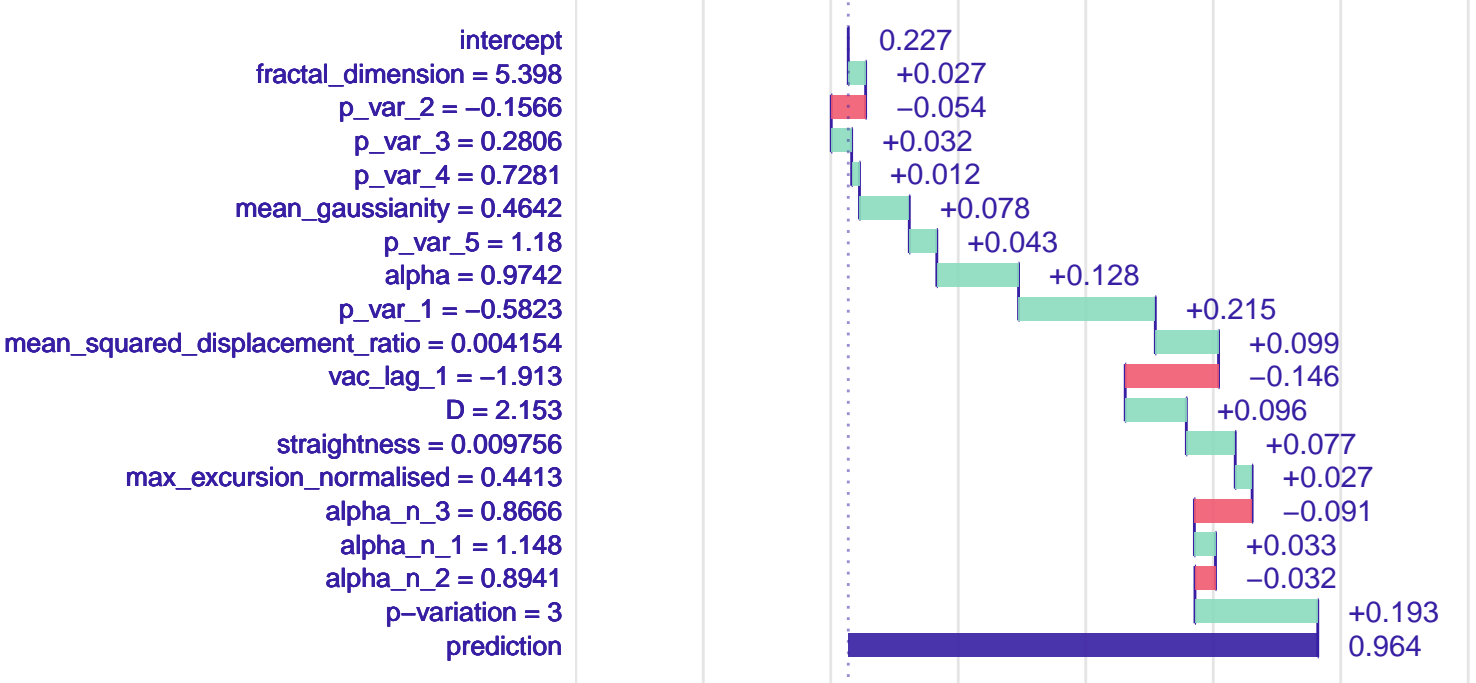 intercept 0.227
fractal_dimension = 5.398 +0.027
p_var_2 = −0.1566 −0.054
p_var_3 = 0.2806 +0.032
p_var_4 = 0.7281 +0.012
mean_gaussianity = 0.4642 +0.078
p_var_5 = 1.18 +0.043
alpha = 0.9742 +0.128
p_var_1 = −0.5823 +0.215
mean_squared_displacement_ratio = 0.004154 +0.099
vac_lag_1 = −1.913 −0.146
D = 2.153 +0.096
straightness = 0.009756 +0.077
max_excursion_normalised = 0.4413 +0.027
alpha_n_3 = 0.8666 −0.091
alpha_n_1 = 1.148 +0.033
alpha_n_2 = 0.8941 −0.032
p−variation = 3 +0.193
prediction 0.964